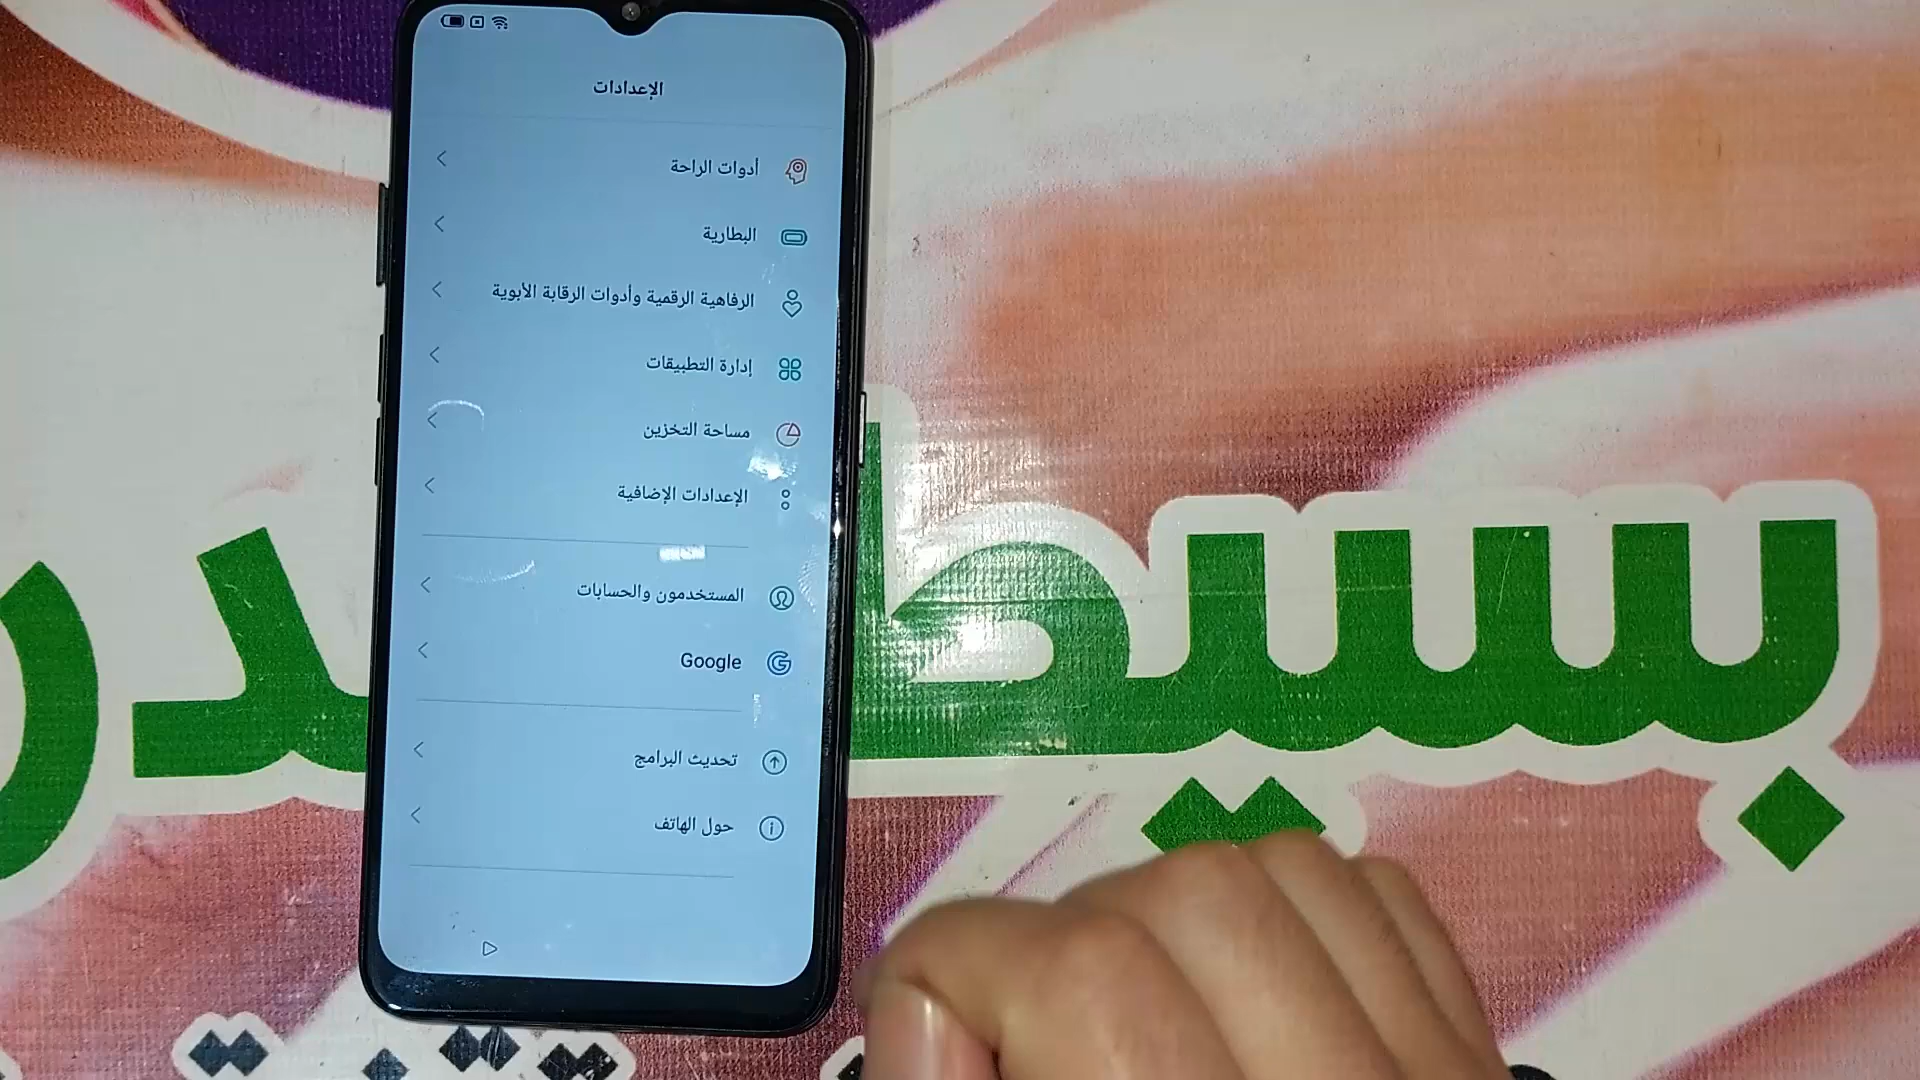 الإعدادات
أدوات الراحة
البطارية
الرفاهية الرقمية وأدوات الرقابة الأبوية
إدارة التطبيقات
مساحة التخزين
الإعدادات الإضافية
المستخدمون والحسابات
Google
تحديث البرامج
حول الهاتف